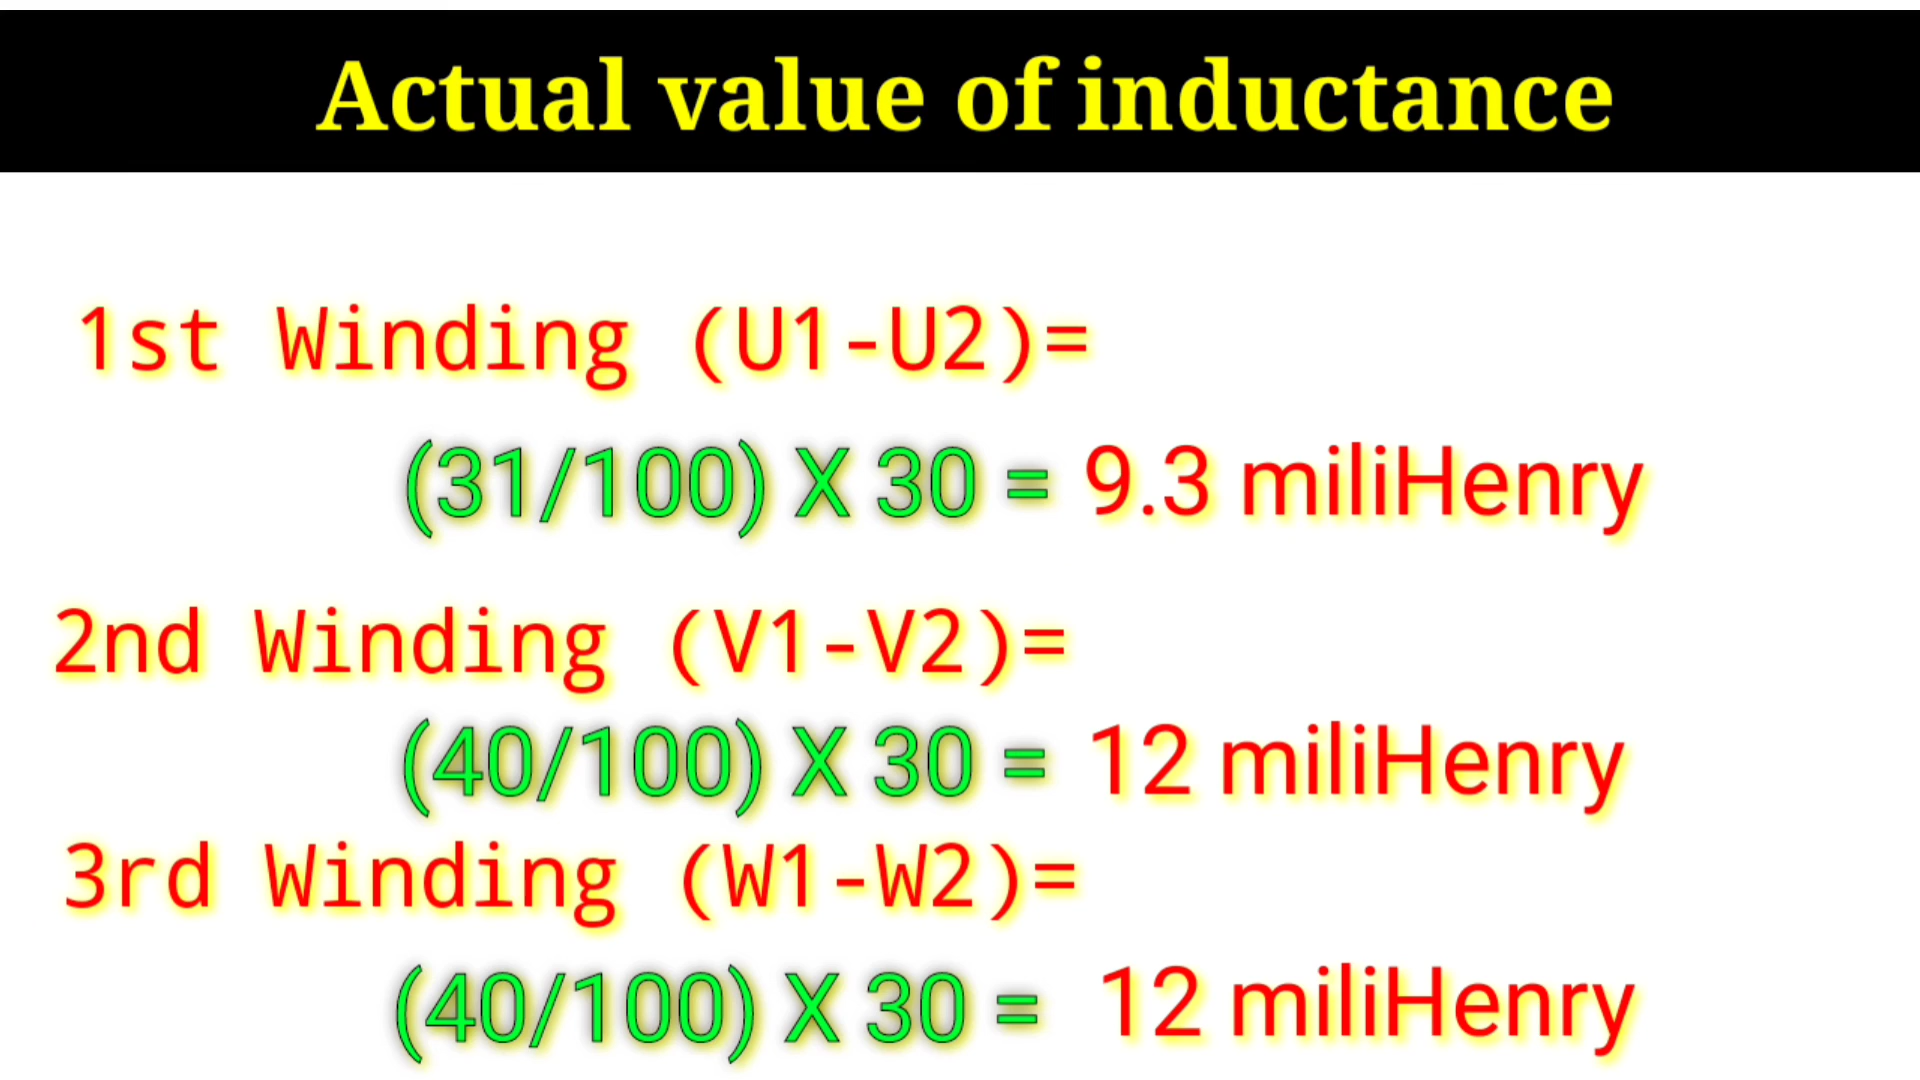 Actual value of inductance
1st Winding (U1-U2)=
(31/100) X 30 = 9.3 miliHenry
2nd Winding (V1-V2)=
(40/100) X 30 = 12 miliHenry
3rd Winding (W1-W2)=
(40/100) X 30 = 12 miliHenry